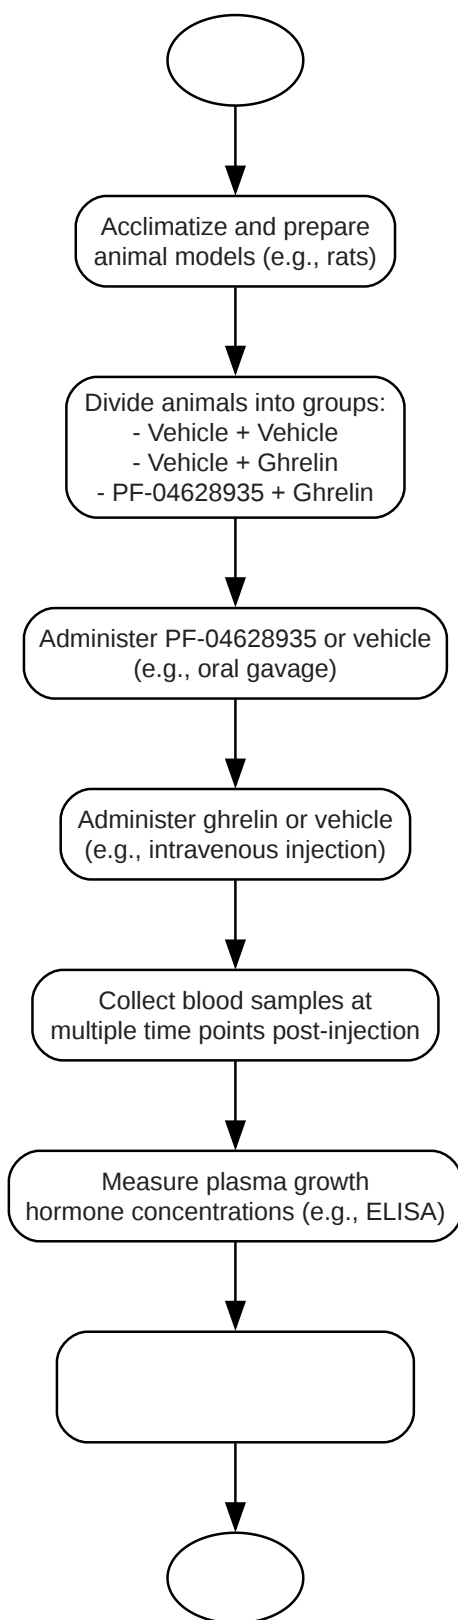 Acclimatize and prepare
animal models (e.g., rats)
Divide animals into groups:
- Vehicle + Vehicle
- Vehicle + Ghrelin
- PF-04628935 + Ghrelin
Administer PF-04628935 or vehicle
(e.g., oral gavage)
Administer ghrelin or vehicle
(e.g., intravenous injection)
Collect blood samples at
multiple time points post-injection
Measure plasma growth
hormone concentrations (e.g., ELISA)